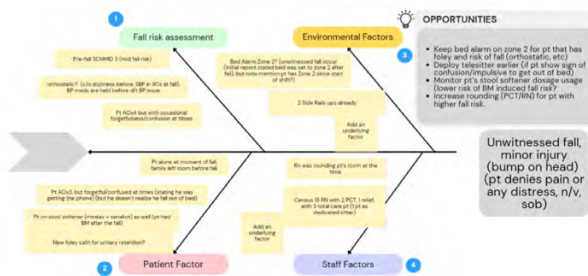 1
Fall risk assessment
Pre-fall SCHMID 3 (mid fall risk)
orthostatic? (c/o dizziness before, SBP in 90s at fall)
BP meds are held before d/t BP issue
Pt AOx4 but with occasional
forgetfulness/confusion at times
Environmental Factors
3
Bed Alarm Zone 2? (unwitnessed fall occur
(initial report stated bed was set to zone 2 after
fall) but note mention pt has Zone 2 since start
of shift?)
2 Side Rails up already
Add an
underlying
factor
OPPORTUNITIES
Keep bed alarm on zone 2 for pt that has
foley and risk of fall (orthostatic, etc)
Deploy telesitter earlier (if pt show sign of
confusion/impulsive to get out of bed)
Monitor pt's stool softener dosage usage
(lower risk of BM induced fall risk?
Increase rounding (PCT/RN) for pt with
higher fall risk.
Unwitnessed fall,
minor injury
(bump on head)
(pt denies pain or
any distress, n/v,
sob)
Pt alone at moment of fall,
family left room before fall
Pt AOx3, but forgetful/confused at times (stating he was
getting the phone) (but he doesn't realize he fall out of bed)
Pt on stool softener (miralax + senokot) as well (pt had
BM after the fall)
New foley cath for urinary retention?
2
Patient Factor
RN was rounding pt's room at the
time.
Census 18 RN with 2 PCT, 1 relief,
with 3 total care pt (1 pt as
dedicated sitter)
Add an
underlying
factor
Staff Factors
4